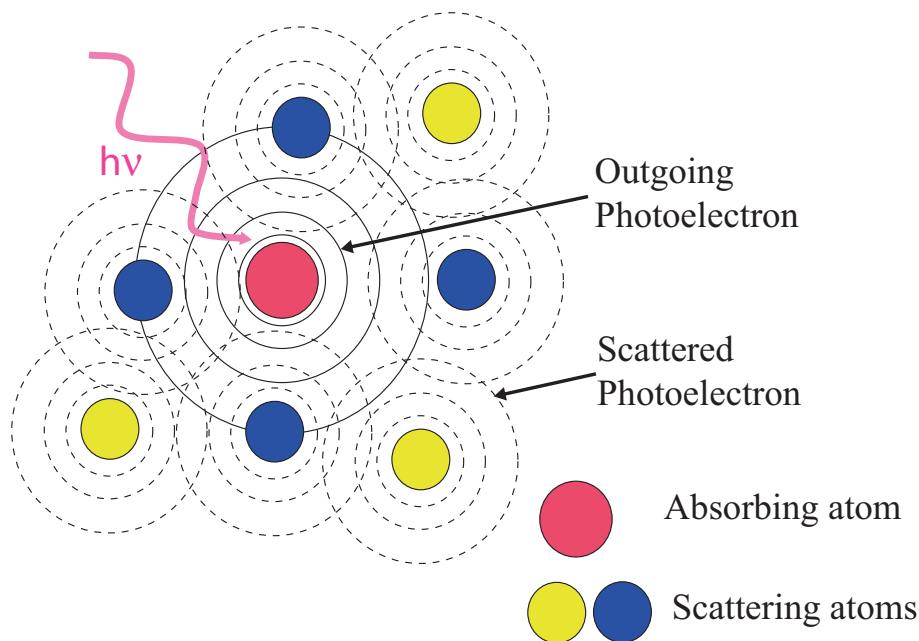 hν
Outgoing
Photoelectron
Scattered
Photoelectron
Absorbing atom
Scattering atoms